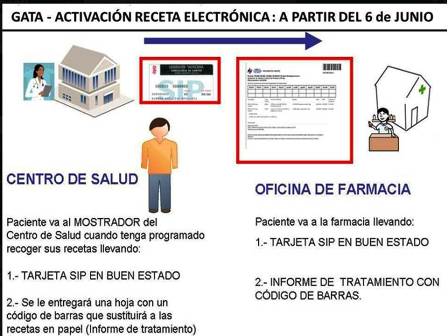 GATA - ACTIVACIÓN RECETA ELECTRÓNICA : A PARTIR DEL 6 de JUNIO
SIP
CENTRO DE SALUD
Paciente va al MOSTRADOR del
Centro de Salud cuando tenga programado
recoger sus recetas llevando:
1.- TARJETA SIP EN BUEN ESTADO
2.- Se le entregará una hoja con un
código de barras que sustituirá a las
recetas en papel (Informe de tratamiento)
OFICINA DE FARMACIA
Paciente va a la farmacia llevando:
1.- TARJETA SIP EN BUEN ESTADO
2.- INFORME DE TRATAMIENTO CON
CÓDIGO DE BARRAS.